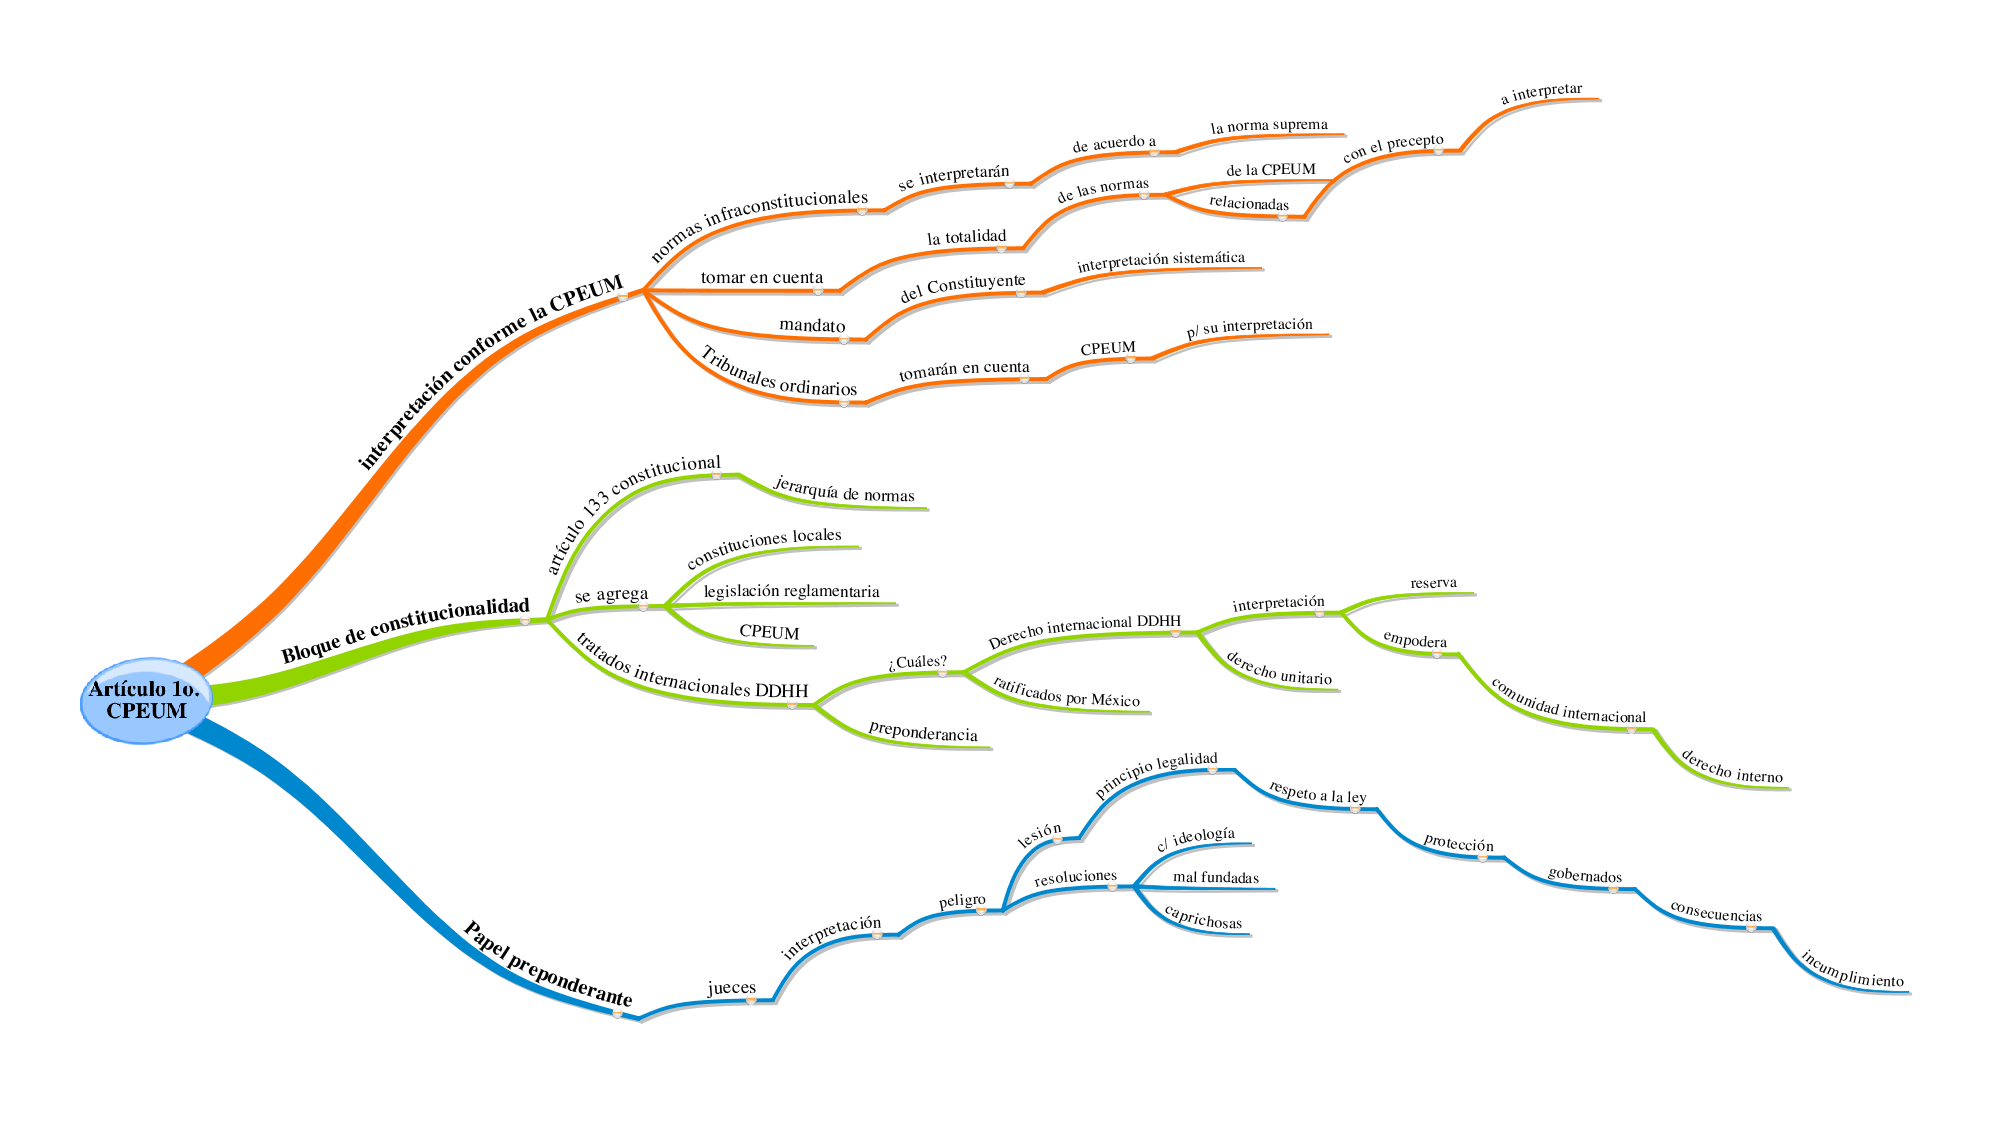 Artículo 1o.
CPEUM
interpretación conforme la CPEUM
normas infraconstitucionales
se interpretarán
de acuerdo a
la norma suprema
tomar en cuenta
la totalidad
de las normas
de la CPEUM
relacionadas
con el precepto
a interpretar
mandato
del Constituyente
interpretación sistemática
Tribunales ordinarios
tomarán en cuenta
CPEUM
p/ su interpretación
Bloque de constitucionalidad
artículo 133 constitucional
jerarquía de normas
se agrega
constituciones locales
legislación reglamentaria
CPEUM
tratados internacionales DDHH
¿Cuáles?
Derecho internacional DDHH
interpretación
reserva
empodera
comunidad internacional
derecho interno
derecho unitario
ratificados por México
preponderancia
Papel preponderante
jueces
interpretación
peligro
lesión
principio legalidad
respeto a la ley
protección
gobernados
consecuencias
incumplimiento
resoluciones
c/ ideología
mal fundadas
caprichosas